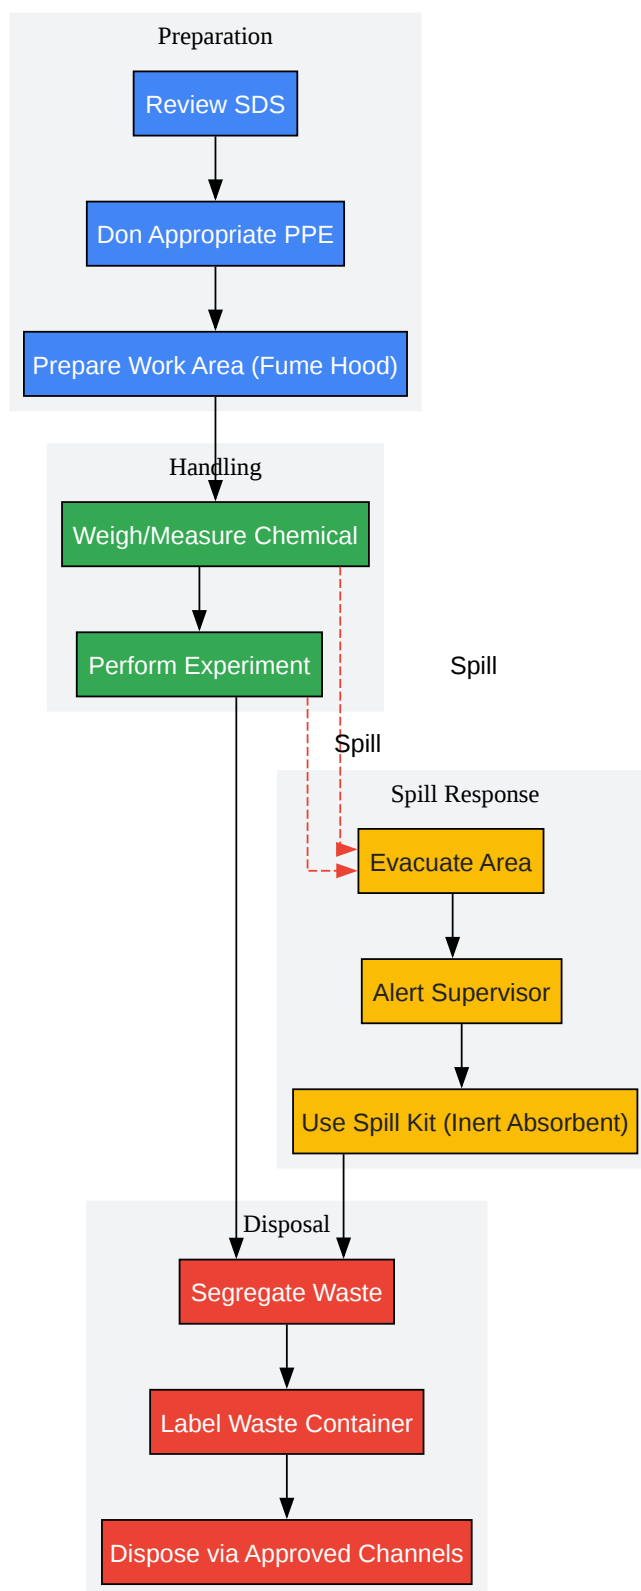 Preparation
Review SDS
Don Appropriate PPE
Prepare Work Area (Fume Hood)
Handling
Weigh/Measure Chemical
Perform Experiment
Spill
Spill
Spill Response
Evacuate Area
Alert Supervisor
Use Spill Kit (Inert Absorbent)
Disposal
Segregate Waste
Label Waste Container
Dispose via Approved Channels